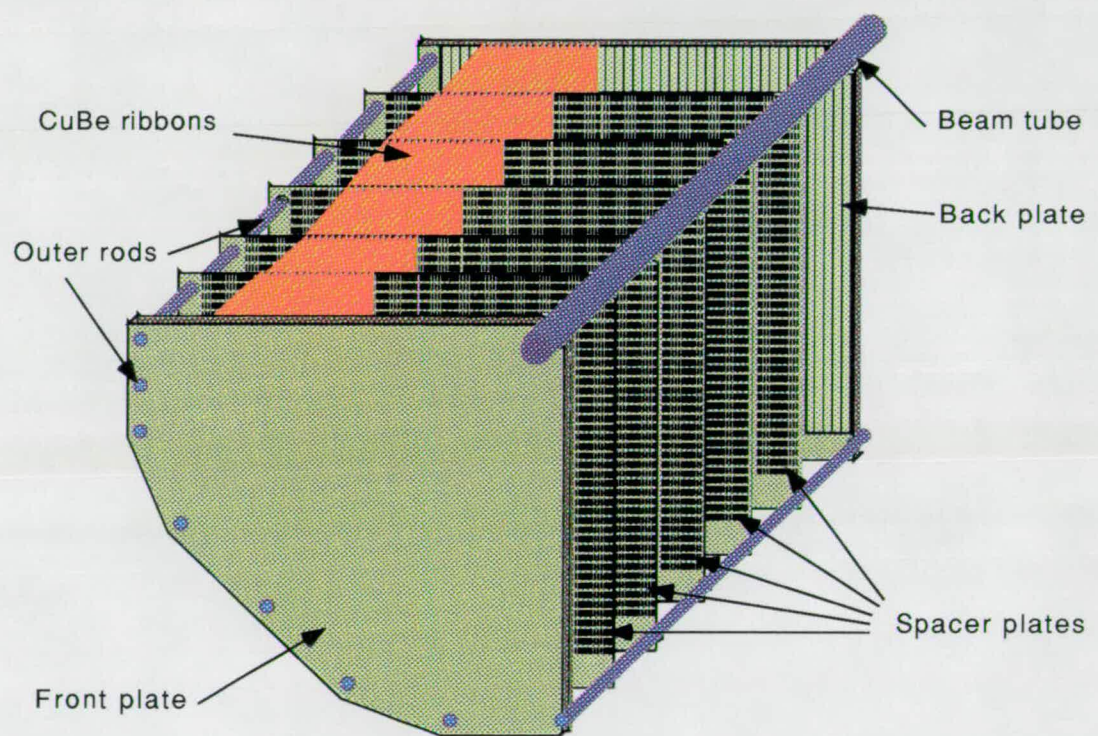 CuBe ribbons
Beam tube
Back plate
Outer rods
Spacer plates
Front plate